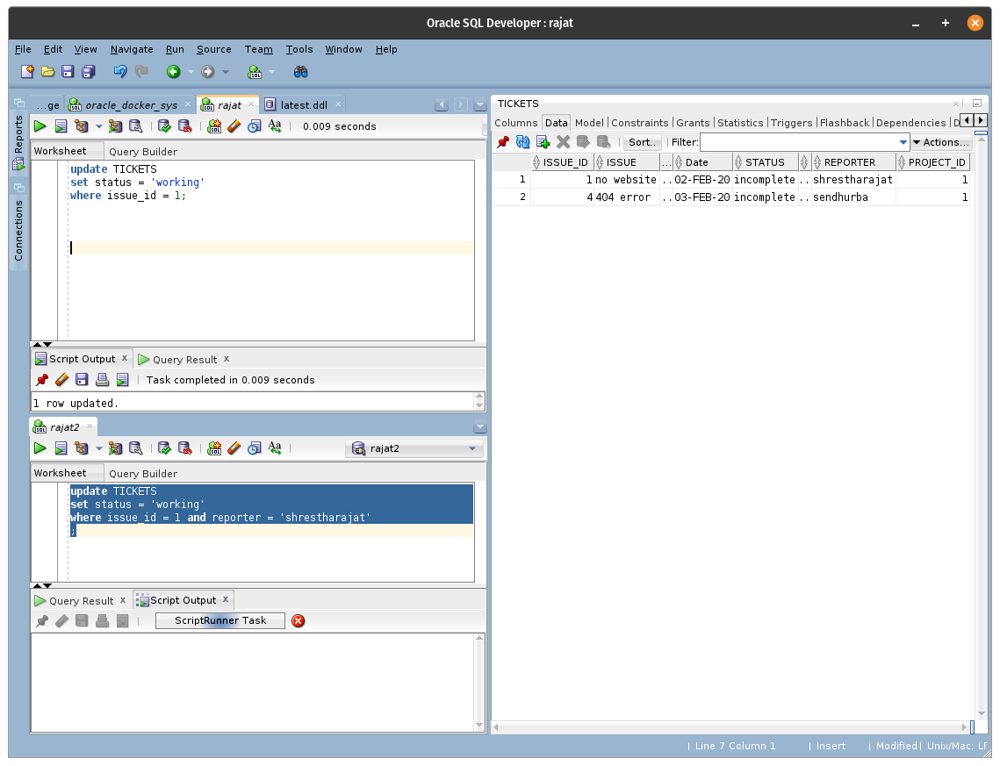 Oracle SQL Developer : rajat
File Edit View Navigate Run Source Team Tools Window Help
Reports
Connections
...ge oracle_docker_sys rajat latest.ddl
0.009 seconds
Worksheet Query Builder
update TICKETS
set status = 'working'
where issue_id = 1;
Script Output x Query Result x
Task completed in 0.009 seconds
1 row updated.
rajat2
rajat2
Worksheet Query Builder
update TICKETS
set status = 'working'
where issue_id = 1 and reporter = 'shrestharajat'
;
Query Result x Script Output x
ScriptRunner Task
TICKETS
Columns Data Model Constraints Grants Statistics Triggers Flashback Dependencies D
Sort.. Filter: Actions...
ISSUE_ID ISSUE ... Date STATUS REPORTER PROJECT_ID
1 1 no website .. 02-FEB-20 incomplete .. shrestharajat 1
2 4 404 error .. 03-FEB-20 incomplete .. sendhurba 1
Line 7 Column 1 Insert Modified Unix/Mac: LF